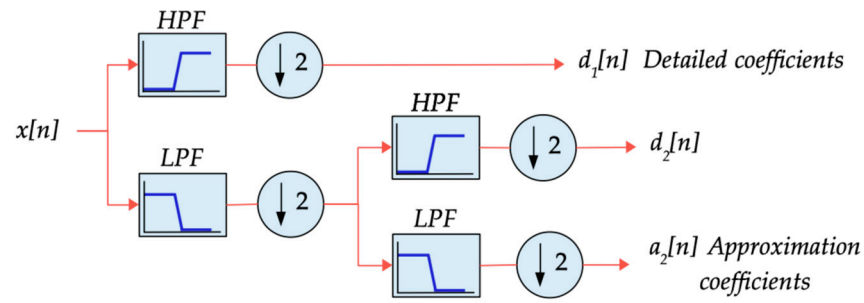 HPF
↓ 2
d₁[n] Detailed coefficients
HPF
x[n]
↓ 2
d₂[n]
LPF
↓ 2
LPF
↓ 2
a₂[n] Approximation
coefficients